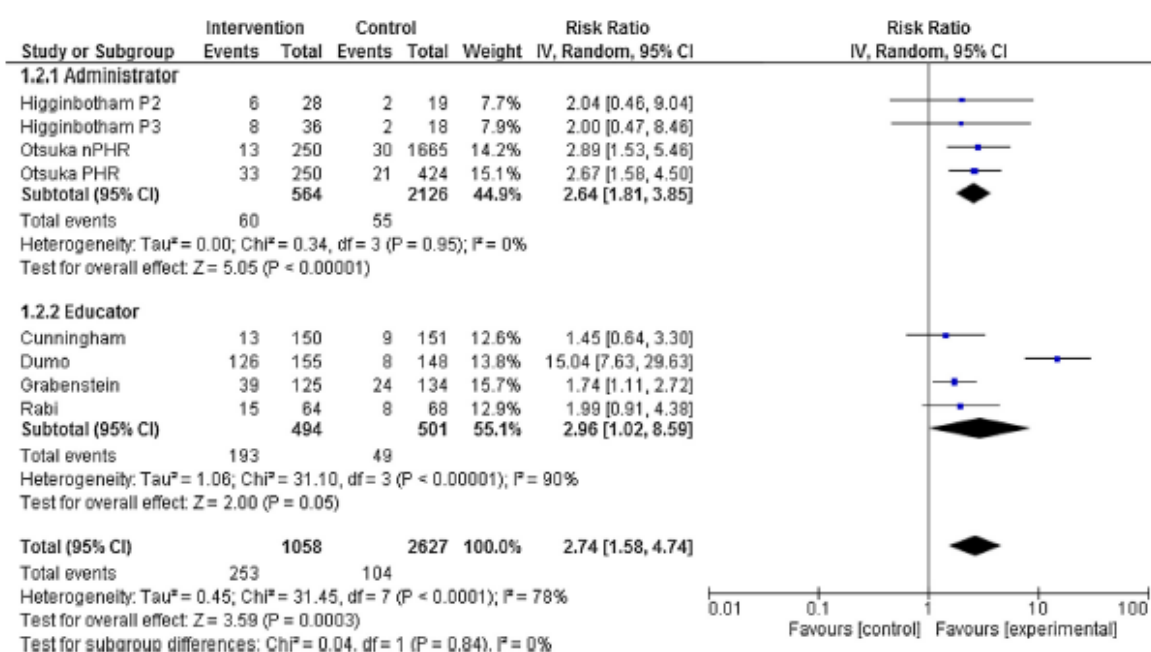 Intervention Control Risk Ratio Risk Ratio
Study or Subgroup Events Total Events Total Weight IV, Random, 95% CI IV, Random, 95% CI
1.2.1 Administrator
Higginbotham P2 6 28 2 19 7.7% 2.04 [0.46, 9.04]
Higginbotham P3 8 36 2 18 7.9% 2.00 [0.47, 8.46]
Otsuka nPHR 13 250 30 1665 14.2% 2.89 [1.53, 5.46]
Otsuka PHR 33 250 21 424 15.1% 2.67 [1.58, 4.50]
Subtotal (95% CI) 564 2126 44.9% 2.64 [1.81, 3.85]
Total events 60 55
Heterogeneity: Tau² = 0.00; Chi² = 0.34, df = 3 (P = 0.95); I² = 0%
Test for overall effect: Z = 5.05 (P < 0.00001)
1.2.2 Educator
Cunningham 13 150 9 151 12.6% 1.45 [0.64, 3.30]
Dumo 126 155 8 148 13.8% 15.04 [7.63, 29.63]
Grabenstein 39 125 24 134 15.7% 1.74 [1.11, 2.72]
Rabi 15 64 8 68 12.9% 1.99 [0.91, 4.38]
Subtotal (95% CI) 494 501 55.1% 2.96 [1.02, 8.59]
Total events 193 49
Heterogeneity: Tau² = 1.06; Chi² = 31.10, df = 3 (P < 0.00001); I² = 90%
Test for overall effect: Z = 2.00 (P = 0.05)
Total (95% CI) 1058 2627 100.0% 2.74 [1.58, 4.74]
Total events 253 104
Heterogeneity: Tau² = 0.45; Chi² = 31.45, df = 7 (P < 0.0001); I² = 78%
Test for overall effect: Z = 3.59 (P = 0.0003)
Test for subgroup differences: Chi² = 0.04, df = 1 (P = 0.84), I² = 0%
0.01 0.1 1 10 100
Favours [control] Favours [experimental]